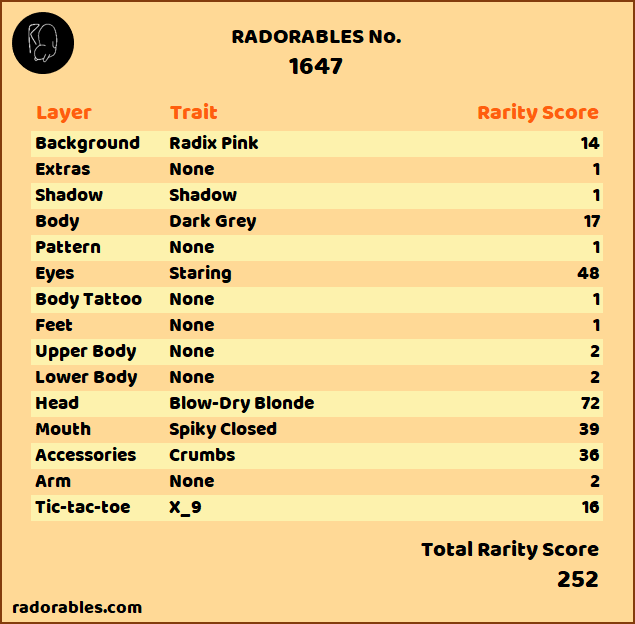 RADORABLES No.
1647
Layer Trait Rarity Score
Background Radix Pink 14
Extras None 1
Shadow Shadow 1
Body Dark Grey 17
Pattern None 1
Eyes Staring 48
Body Tattoo None 1
Feet None 1
Upper Body None 2
Lower Body None 2
Head Blow-Dry Blonde 72
Mouth Spiky Closed 39
Accessories Crumbs 36
Arm None 2
Tic-tac-toe X_9 16
Total Rarity Score
252
radorables.com